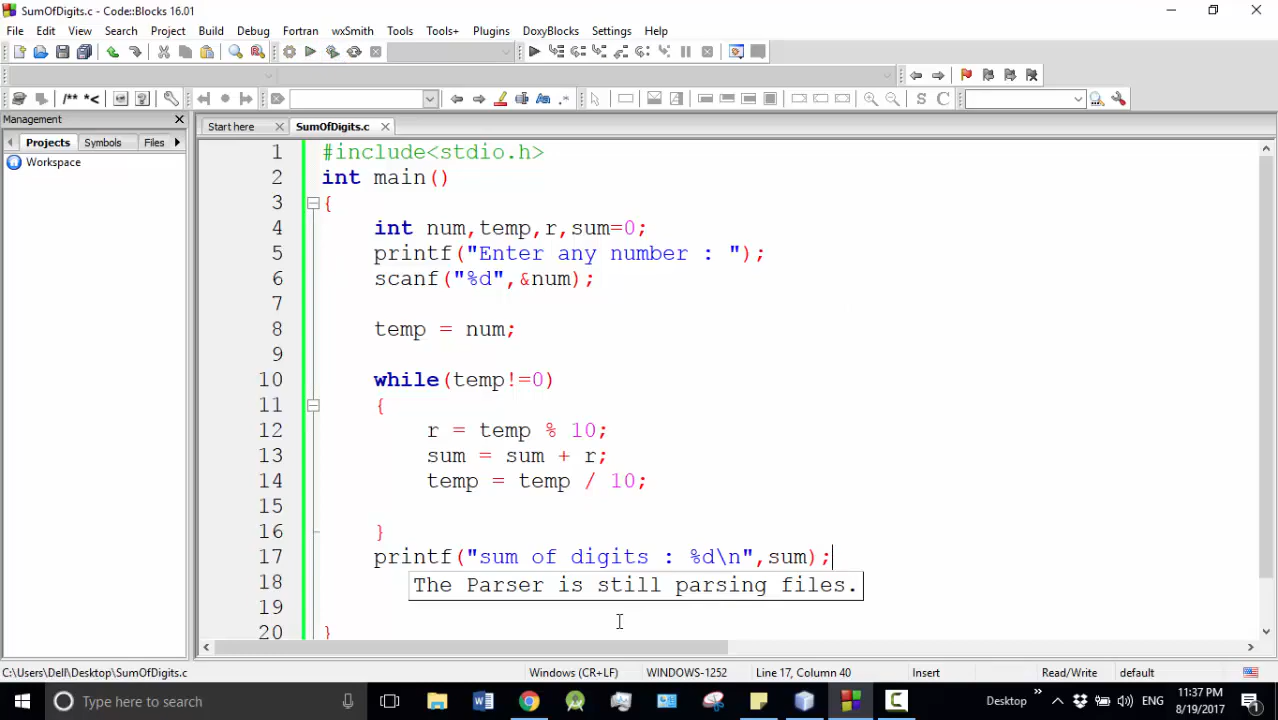 SumOfDigits.c - Code::Blocks 16.01
File Edit View Search Project Build Debug Fortran wxSmith Tools Tools+ Plugins DoxyBlocks Settings Help
/** *< S C
Management
Projects Symbols Files
Workspace
Start here SumOfDigits.c
1 #include<stdio.h>
2 int main()
3 {
4 int num,temp,r,sum=0;
5 printf("Enter any number : ");
6 scanf("%d",&num);
7
8 temp = num;
9
10 while(temp!=0)
11 {
12 r = temp % 10;
13 sum = sum + r;
14 temp = temp / 10;
15
16 }
17 printf("sum of digits : %d\n",sum);
18 The Parser is still parsing files.
19
20 }
C:\Users\Dell\Desktop\SumOfDigits.c Windows (CR+LF) WINDOWS-1252 Line 17, Column 40 Insert Read/Write default
Type here to search Desktop ENG 11:37 PM 8/19/2017